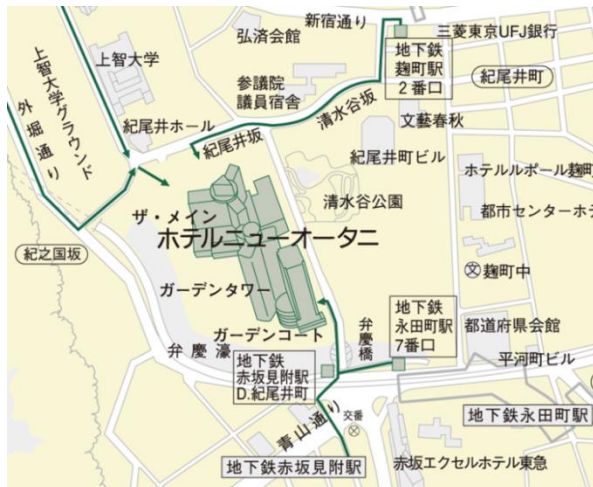 新宿通り
三菱東京UFJ銀行
弘済会館
上智大学
地下鉄
麹町駅
2番口
紀尾井町
参議院
議員宿舎
清水谷坂
上智大学グラウンド
外堀通り
紀尾井ホール
紀尾井坂
文藝春秋
紀尾井町ビル
ホテルルポール麹町
清水谷公園
都市センターホテ
ザ・メイン
ホテルニューオータニ
紀之国坂
文 麹町中
ガーデンタワー
ガーデンコート
弁慶濠
弁慶橋
地下鉄
永田町駅
7番口
都道府県会館
平河町ビル
地下鉄
赤坂見附駅
D.紀尾井町
交番
青山通り
地下鉄永田町駅
地下鉄赤坂見附駅
赤坂エクセルホテル東急